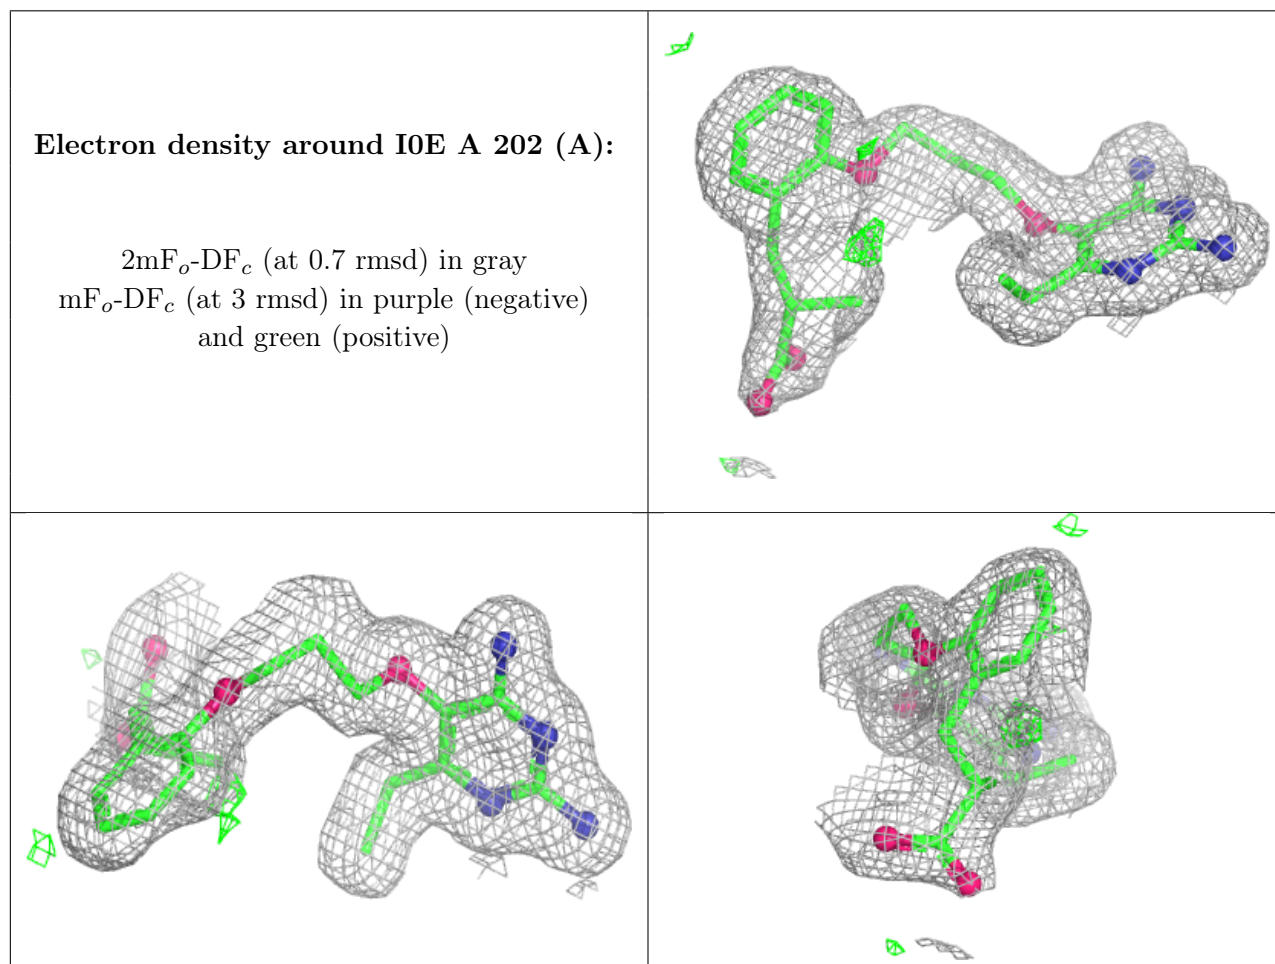 Electron density around I0E A 202 (A):
2mFo-DFc (at 0.7 rmsd) in gray
mFo-DFc (at 3 rmsd) in purple (negative)
and green (positive)